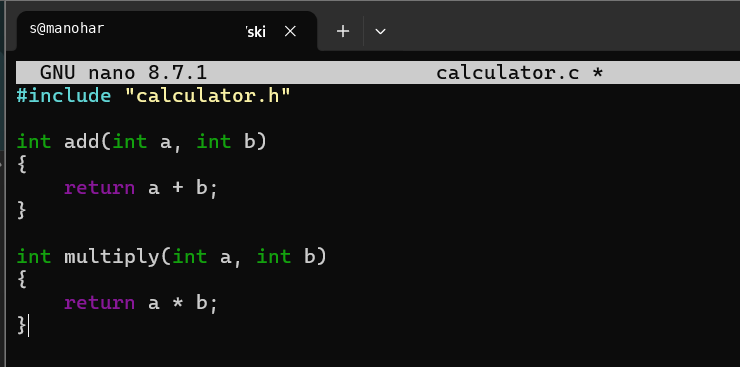 s@manohar 'ski
GNU nano 8.7.1 calculator.c *
#include "calculator.h"
int add(int a, int b)
{
return a + b;
}
int multiply(int a, int b)
{
return a * b;
}